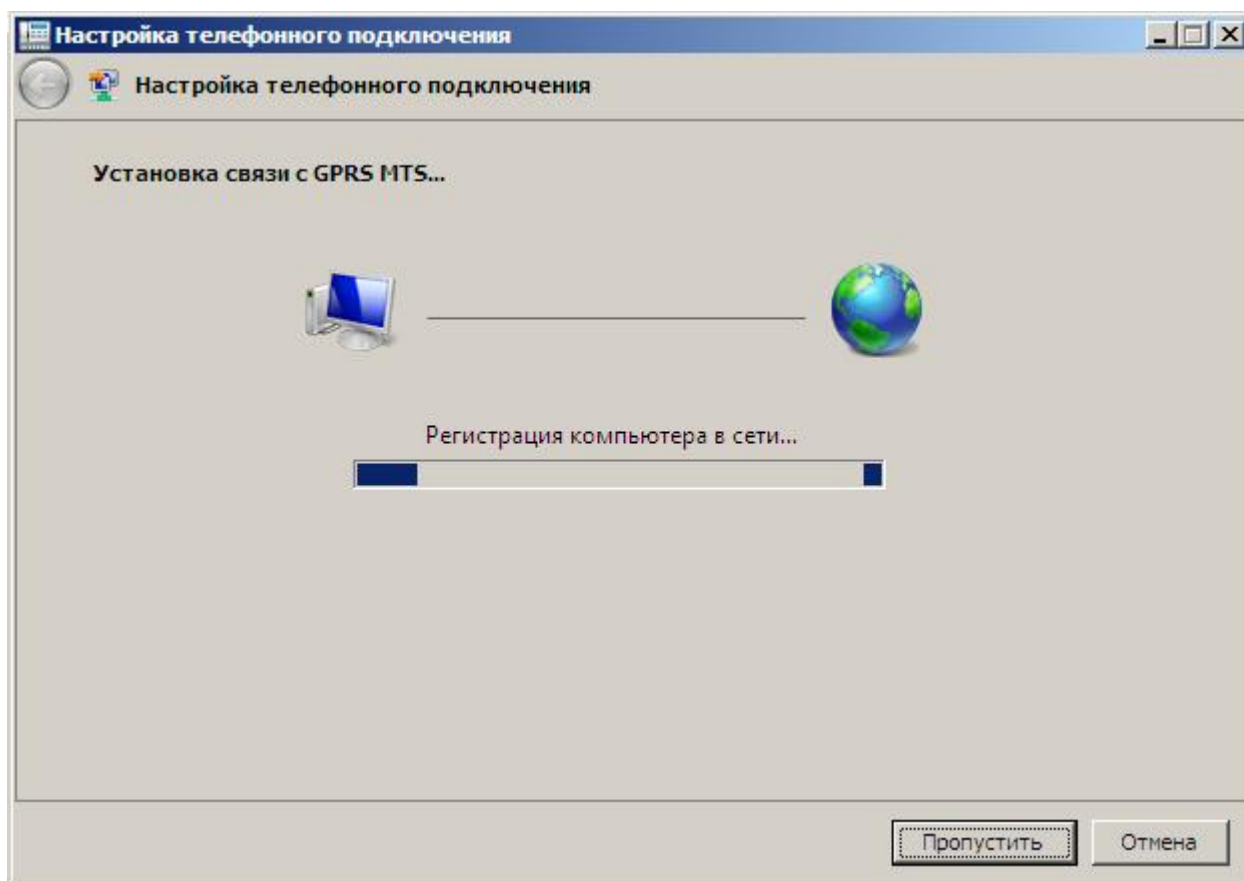 Настройка телефонного подключения
Настройка телефонного подключения
Установка связи с GPRS MTS...
Регистрация компьютера в сети...
Пропустить
Отмена